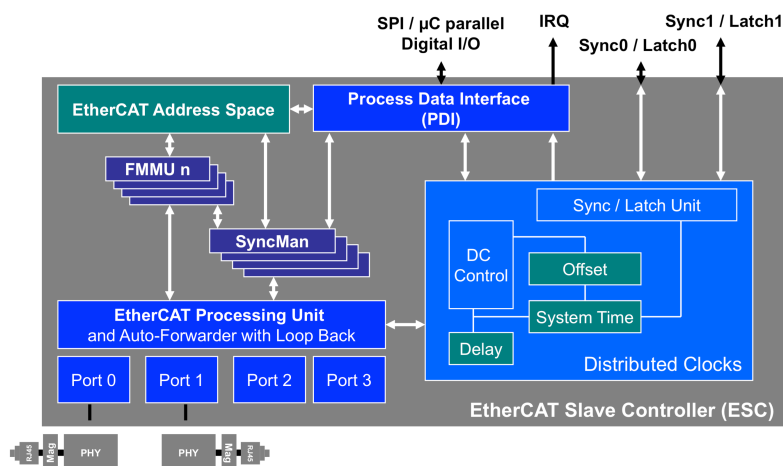 SPI / µC parallel
Digital I/O
IRQ
Sync0 / Latch0
Sync1 / Latch1
EtherCAT Address Space
Process Data Interface
(PDI)
FMMU n
SyncMan
Sync / Latch Unit
DC
Control
Offset
System Time
Delay
Distributed Clocks
EtherCAT Processing Unit
and Auto-Forwarder with Loop Back
Port 0
Port 1
Port 2
Port 3
EtherCAT Slave Controller (ESC)
RJ45
Mag
PHY
PHY
Mag
RJ45